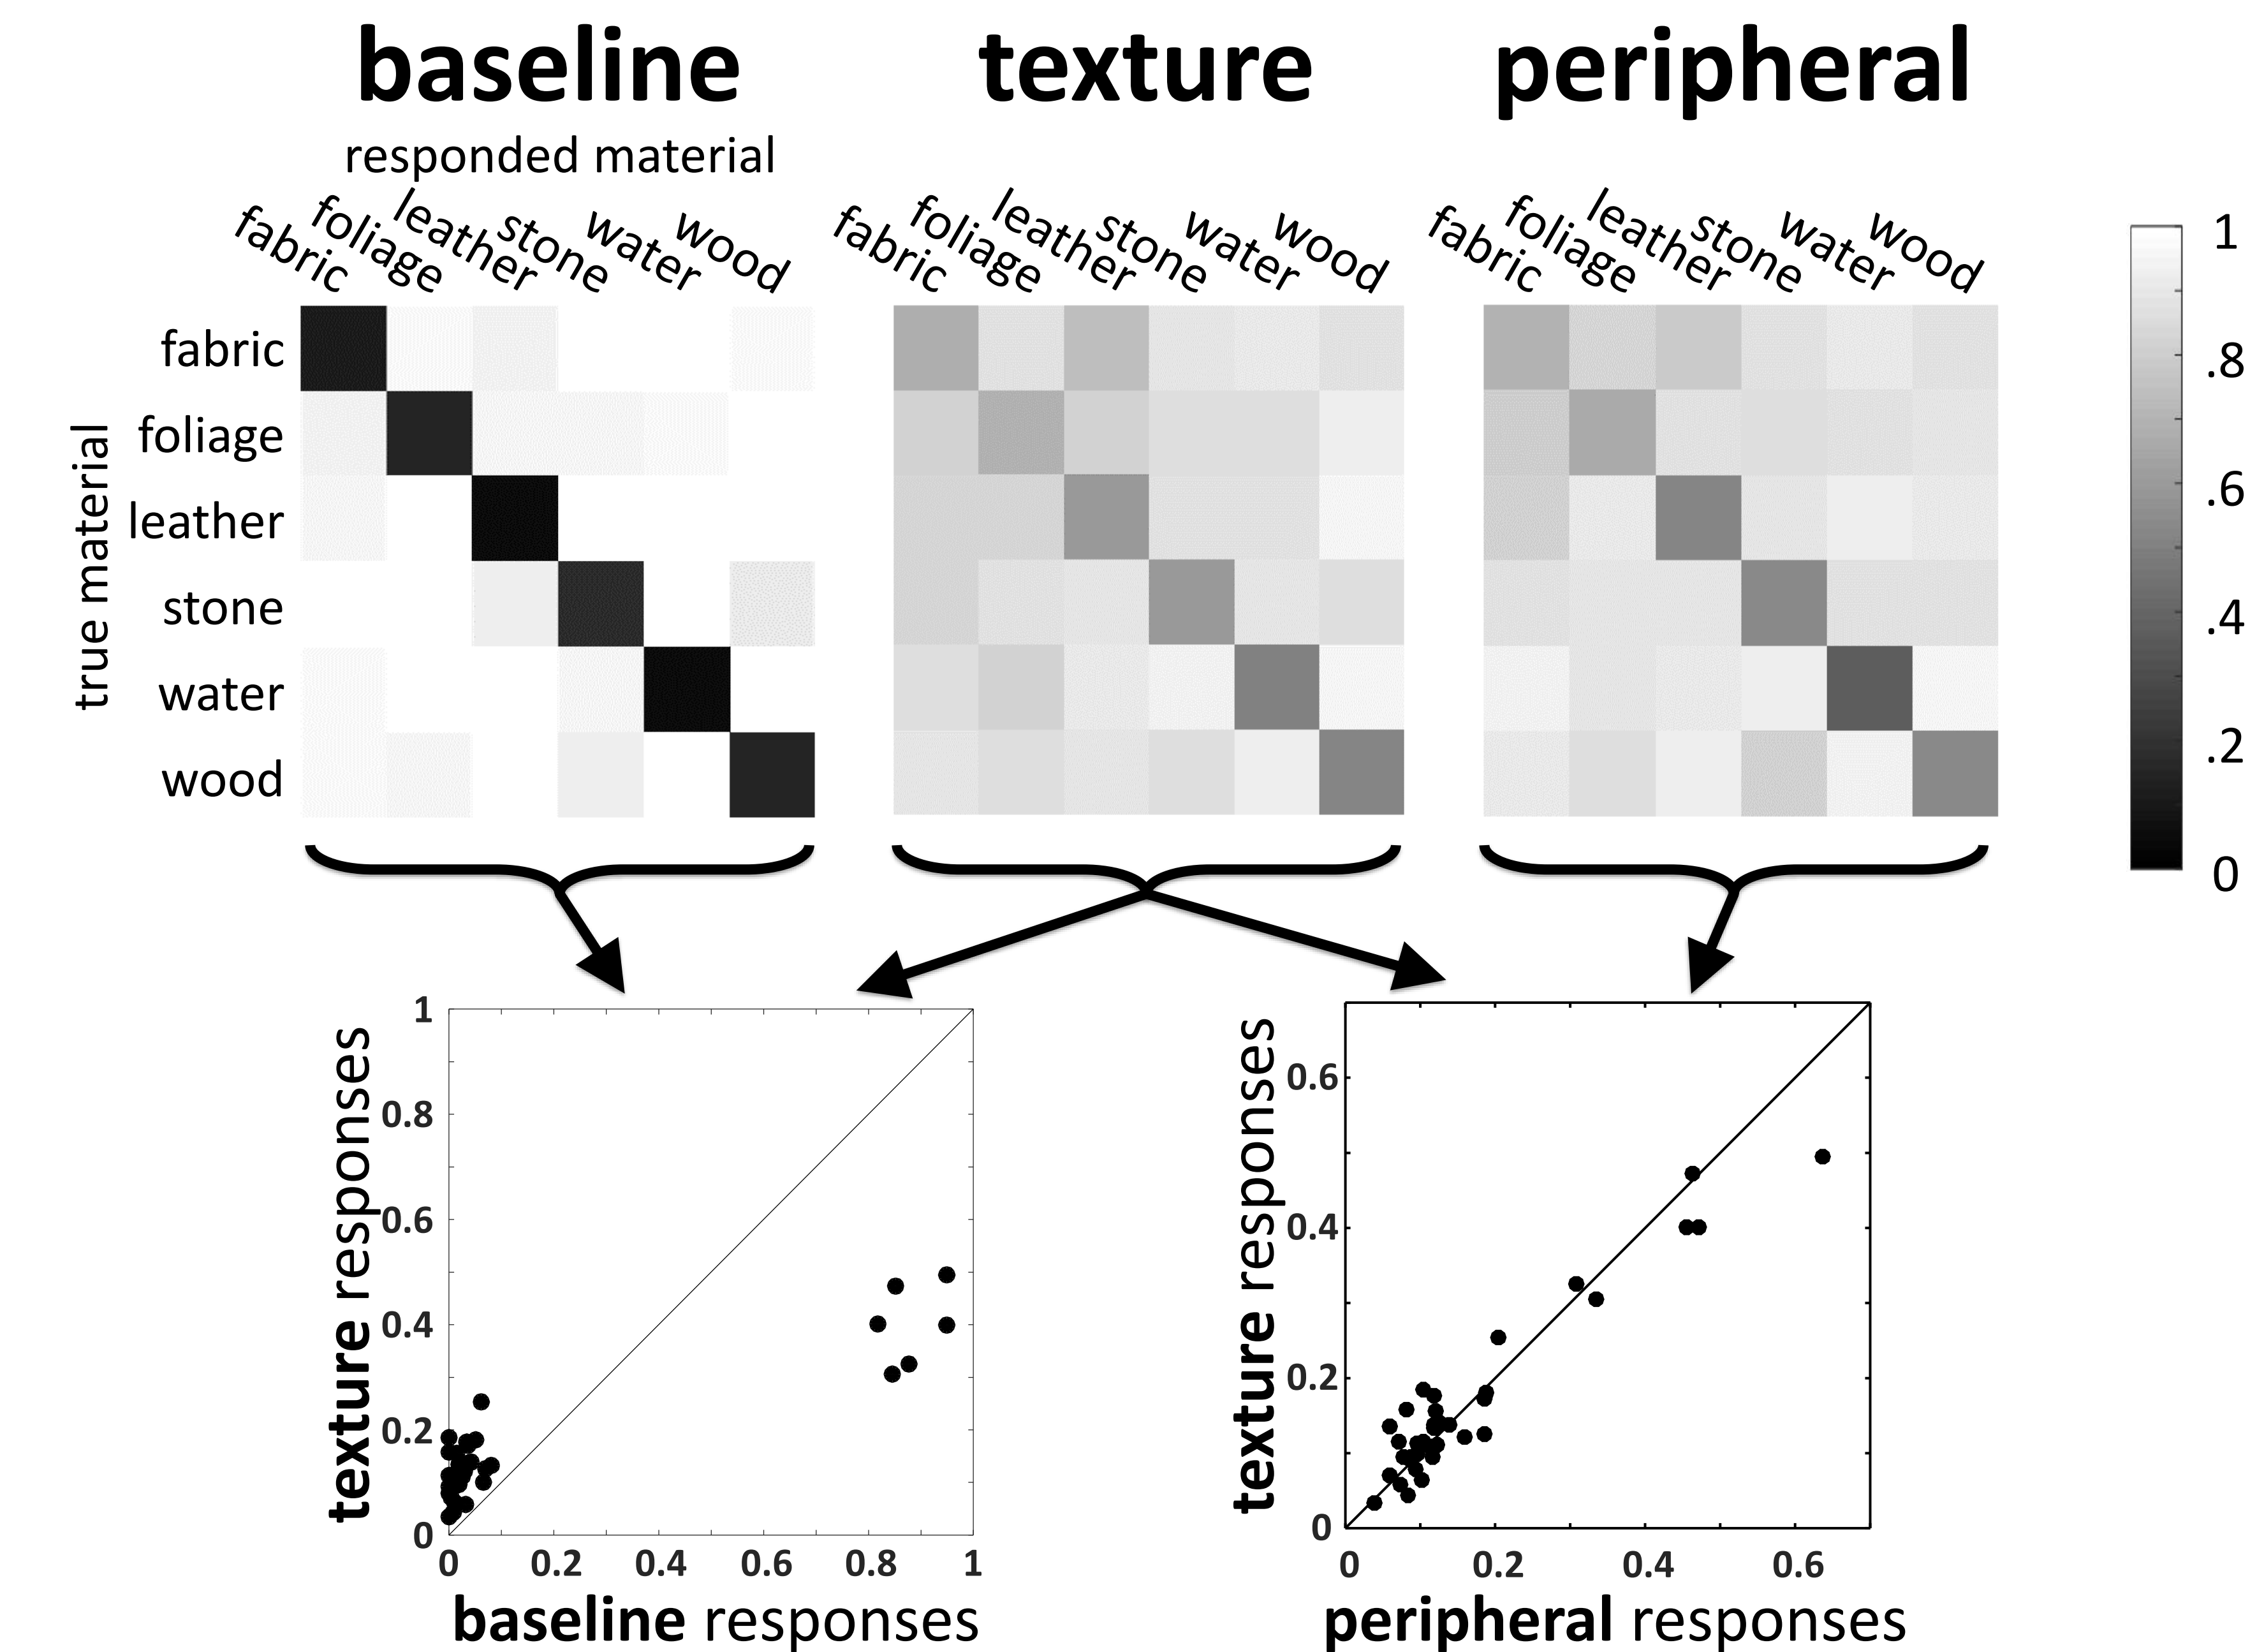 baseline
texture
peripheral
responded material
fabric
foliage
leather
stone
water
wood
fabric
foliage
leather
stone
water
wood
fabric
foliage
leather
stone
water
wood
true material
fabric
foliage
leather
stone
water
wood
1
.8
.6
.4
.2
0
texture responses
1
0.8
0.6
0.4
0.2
0
0
0.2
0.4
0.6
0.8
1
baseline responses
texture responses
0.6
0.4
0.2
0
0
0.2
0.4
0.6
peripheral responses